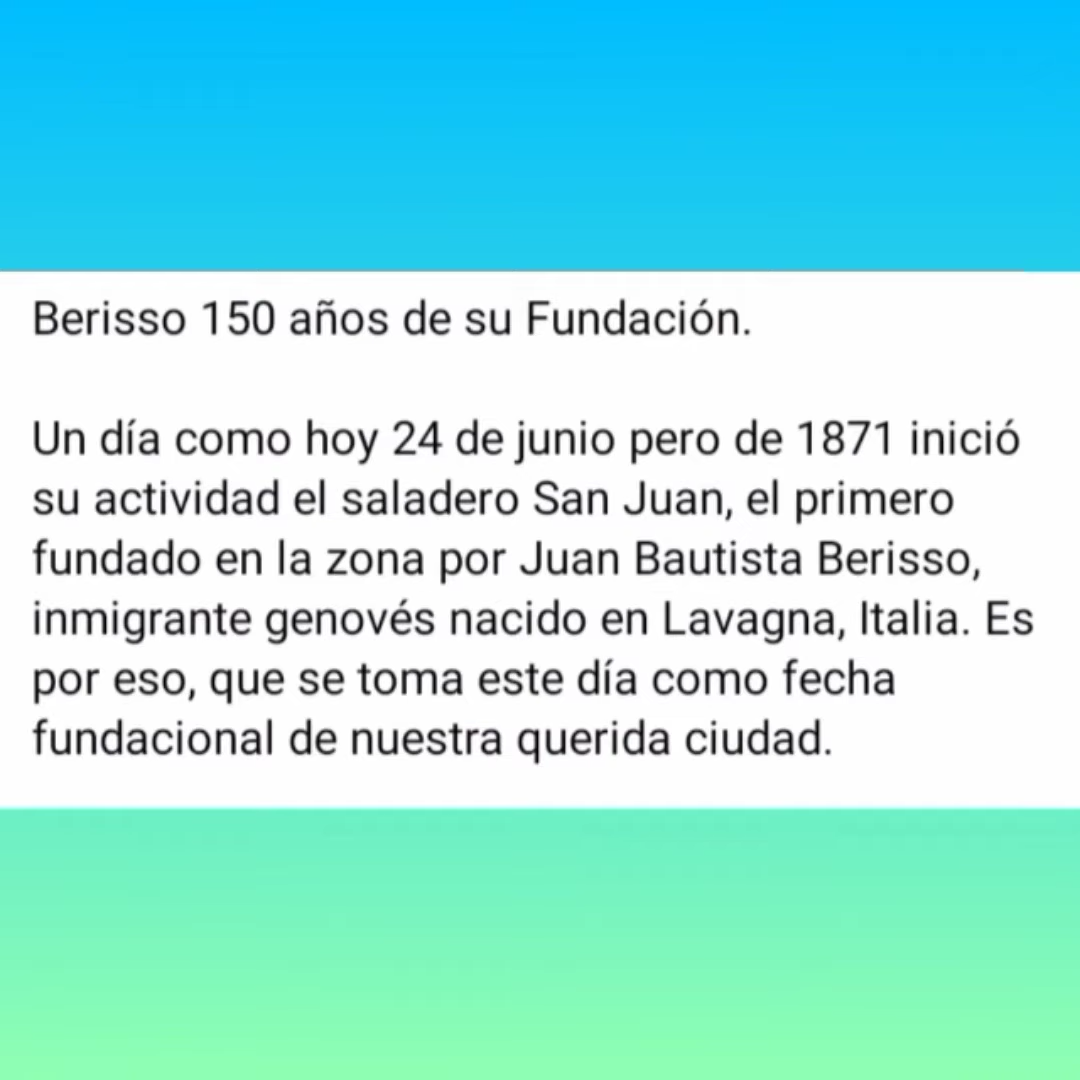 Berisso 150 años de su Fundación.
Un día como hoy 24 de junio pero de 1871 inició
su actividad el saladero San Juan, el primero
fundado en la zona por Juan Bautista Berisso,
inmigrante genovés nacido en Lavagna, Italia. Es
por eso, que se toma este día como fecha
fundacional de nuestra querida ciudad.